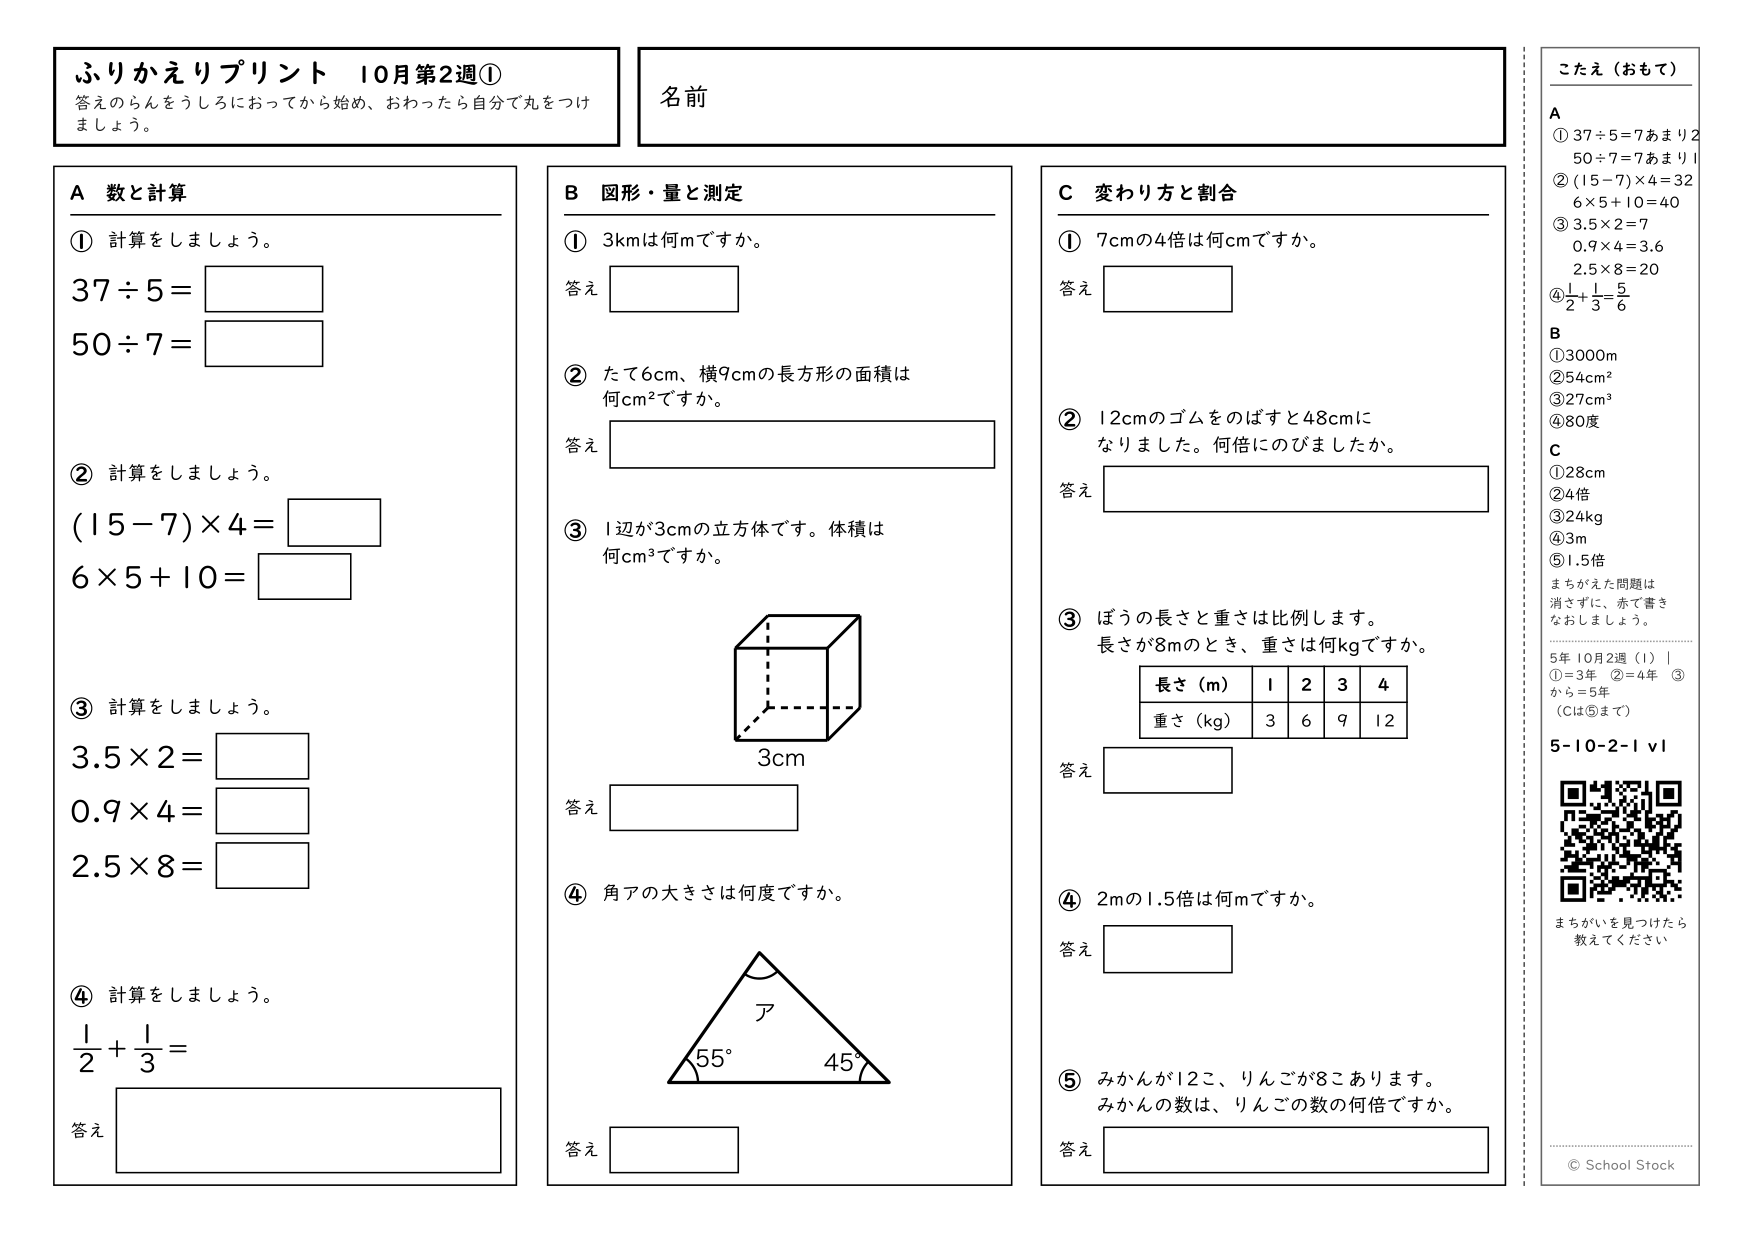 ふりかえりプリント　10月第2週①
答えのらんをうしろにおってから始め、おわったら自分で丸をつけ
ましょう。
名前
A　数と計算
① 計算をしましょう。
37÷5=
50÷7=
② 計算をしましょう。
(15−7)×4=
6×5+10=
③ 計算をしましょう。
3.5×2=
0.9×4=
2.5×8=
④ 計算をしましょう。
1/2+1/3=
答え
B　図形・量と測定
① 3kmは何mですか。
答え
② たて6cm、横9cmの長方形の面積は
何cm²ですか。
答え
③ 1辺が3cmの立方体です。体積は
何cm³ですか。
3cm
答え
④ 角アの大きさは何度ですか。
ア
55° 45°
答え
C　変わり方と割合
① 7cmの4倍は何cmですか。
答え
② 12cmのゴムをのばすと48cmに
なりました。何倍にのびましたか。
答え
③ ぼうの長さと重さは比例します。
長さが8mのとき、重さは何kgですか。
長さ（m） 1 2 3 4
重さ（kg） 3 6 9 12
答え
④ 2mの1.5倍は何mですか。
答え
⑤ みかんが12こ、りんごが8こあります。
みかんの数は、りんごの数の何倍ですか。
答え
こたえ（おもて）
A
① 37÷5=7あまり2
50÷7=7あまり1
② (15−7)×4=32
6×5+10=40
③ 3.5×2=7
0.9×4=3.6
2.5×8=20
④1/2+1/3=5/6
B
①3000m
②54cm²
③27cm³
④80度
C
①28cm
②4倍
③24kg
④3m
⑤1.5倍
まちがえた問題は
消さずに、赤で書き
なおしましょう。
5年 10月2週（1）｜
①=3年　②=4年　③
から=5年
（Cは⑤まで）
5-10-2-1 v1
まちがいを見つけたら
教えてください
© School Stock